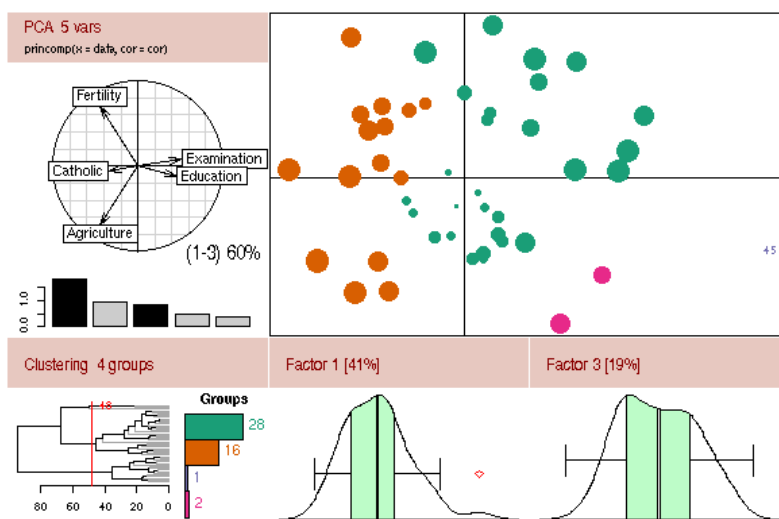 PCA 5 vars
princomp(x = data, cor = cor)
Fertility
Catholic
Examination
Education
Agriculture
(1-3) 60%
45
0.0 1.0
Clustering 4 groups
Factor 1 [41%]
Factor 3 [19%]
Groups
28
16
1
2
80 60 40 20 0